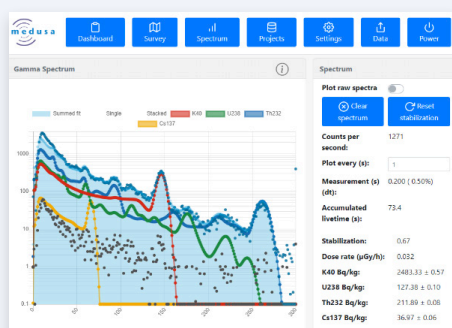 medusa
Dashboard
Survey
Spectrum
Projects
Settings
Data
Power
Gamma Spectrum
Spectrum
Summed fit
Single
Stacked
K40
U238
Th232
Cs137
1000
100
10
1
0.1
0
50
100
150
200
250
300
Plot raw spectra
Clear
spectrum
Reset
stabilization
Counts per
second:
1271
Plot every (s):
1
Measurement (s)
(dt):
0.200 ( 0.50%)
Accumulated
livetime (s):
73.4
Stabilization:
0.67
Dose rate (μGy/h):
0.032
K40 Bq/kg:
2483.33 ± 0.57
U238 Bq/kg:
127.38 ± 0.10
Th232 Bq/kg:
211.89 ± 0.08
Cs137 Bq/kg:
36.97 ± 0.06